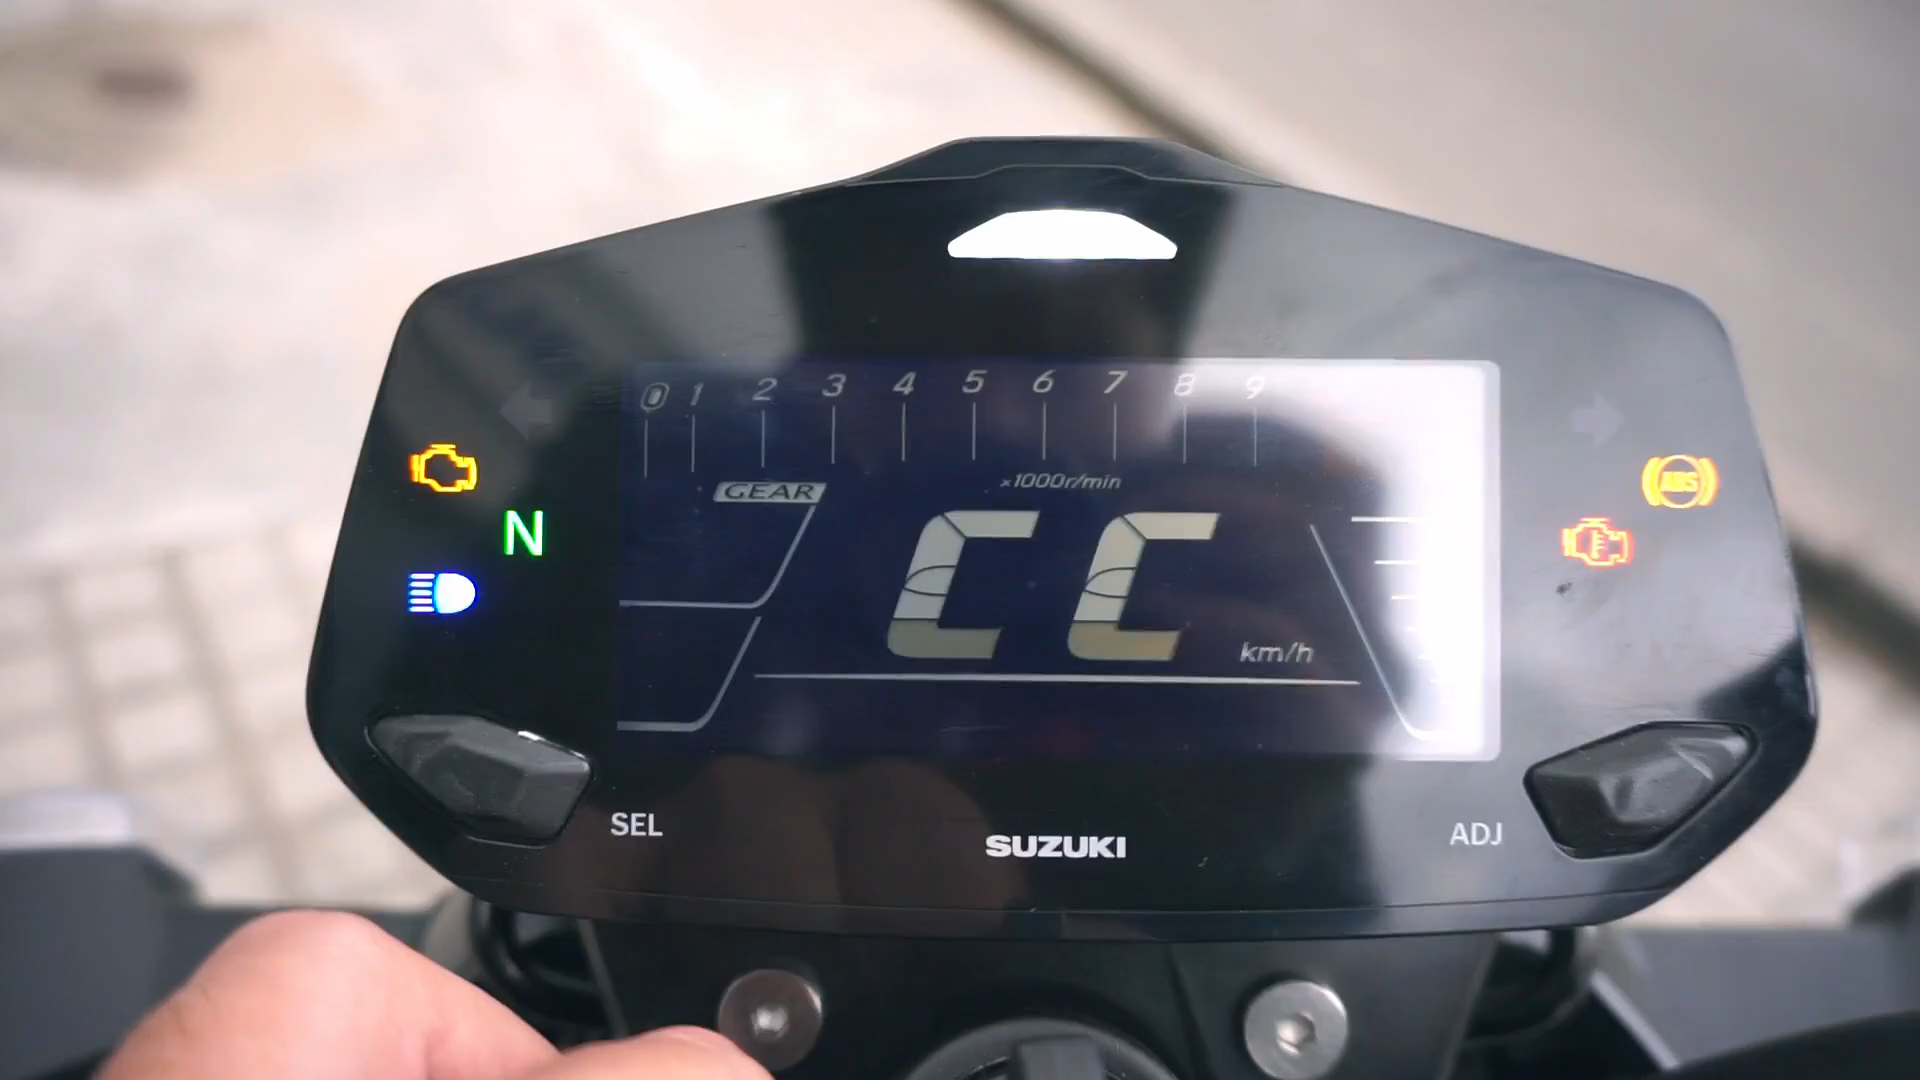 0 1 2 3 4 5 6 7 8 9
x1000r/min
GEAR
CC
km/h
N
ABS
SEL
SUZUKI
ADJ